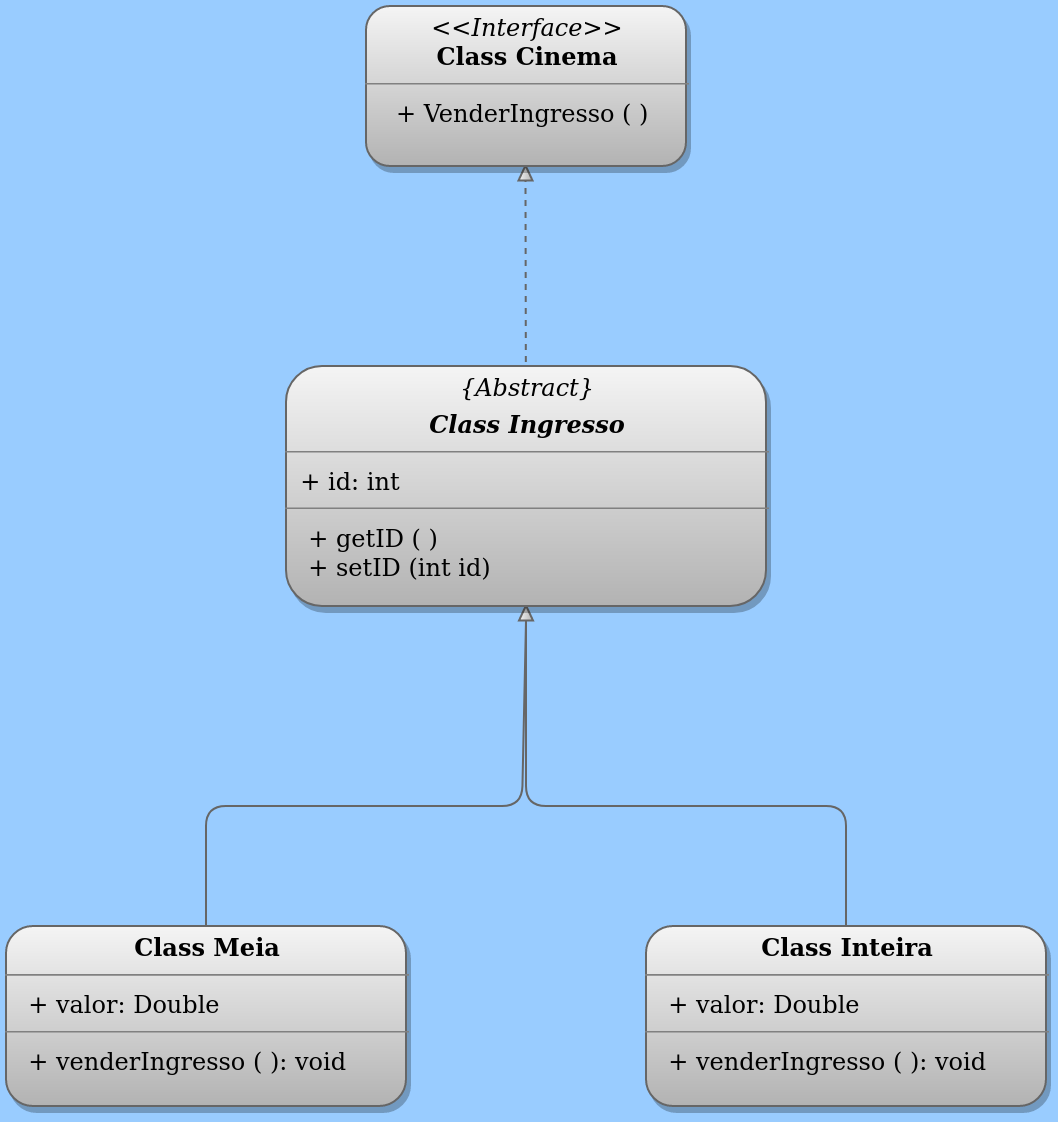 <<Interface>>
Class Cinema
+ VenderIngresso ( )
{Abstract}
Class Ingresso
+ id: int
+ getID ( )
+ setID (int id)
Class Meia
+ valor: Double
+ venderIngresso ( ): void
Class Inteira
+ valor: Double
+ venderIngresso ( ): void